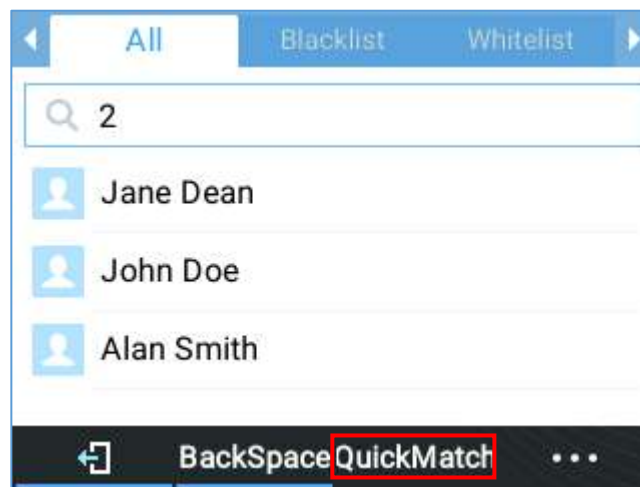 All Blacklist Whitelist
2
Jane Dean
John Doe
Alan Smith
BackSpace QuickMatch ...